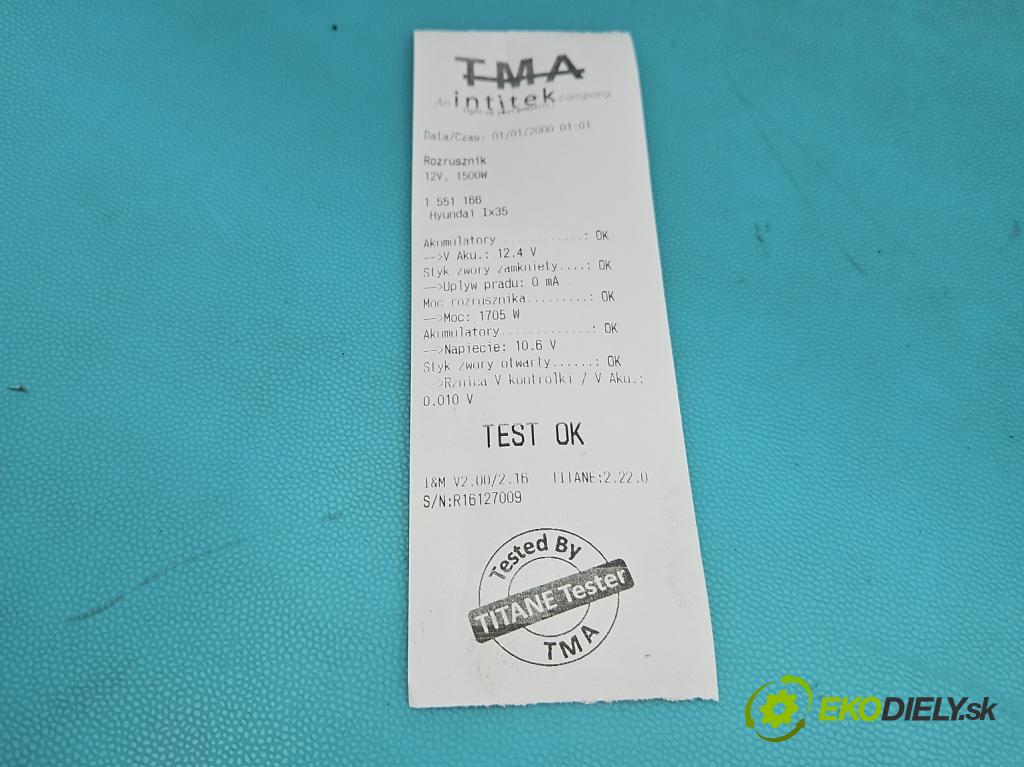 TMA
An intitek company
Data/Czas: 01/01/2000 01:01
Rozrusznik
12V, 1500W
1 551 166
Hyundai Ix35
Akumulatory.............: OK
-->V Aku.: 12.4 V
Styk zwory zamkniety....: OK
-->Uplyw pradu: 0 mA
Moc rozrusznika.........: OK
-->Moc: 1705 W
Akumulatory.............: OK
-->Napiecie: 10.6 V
Styk zwory otwarty......: OK
-->Rznica V kontrolki / V Aku.:
0.010 V
TEST OK
I&M V2.00/2.16 TITANE:2.22.0
S/N:R16127009
Tested By
TITANE Tester
TMA
EKODIELY.sk